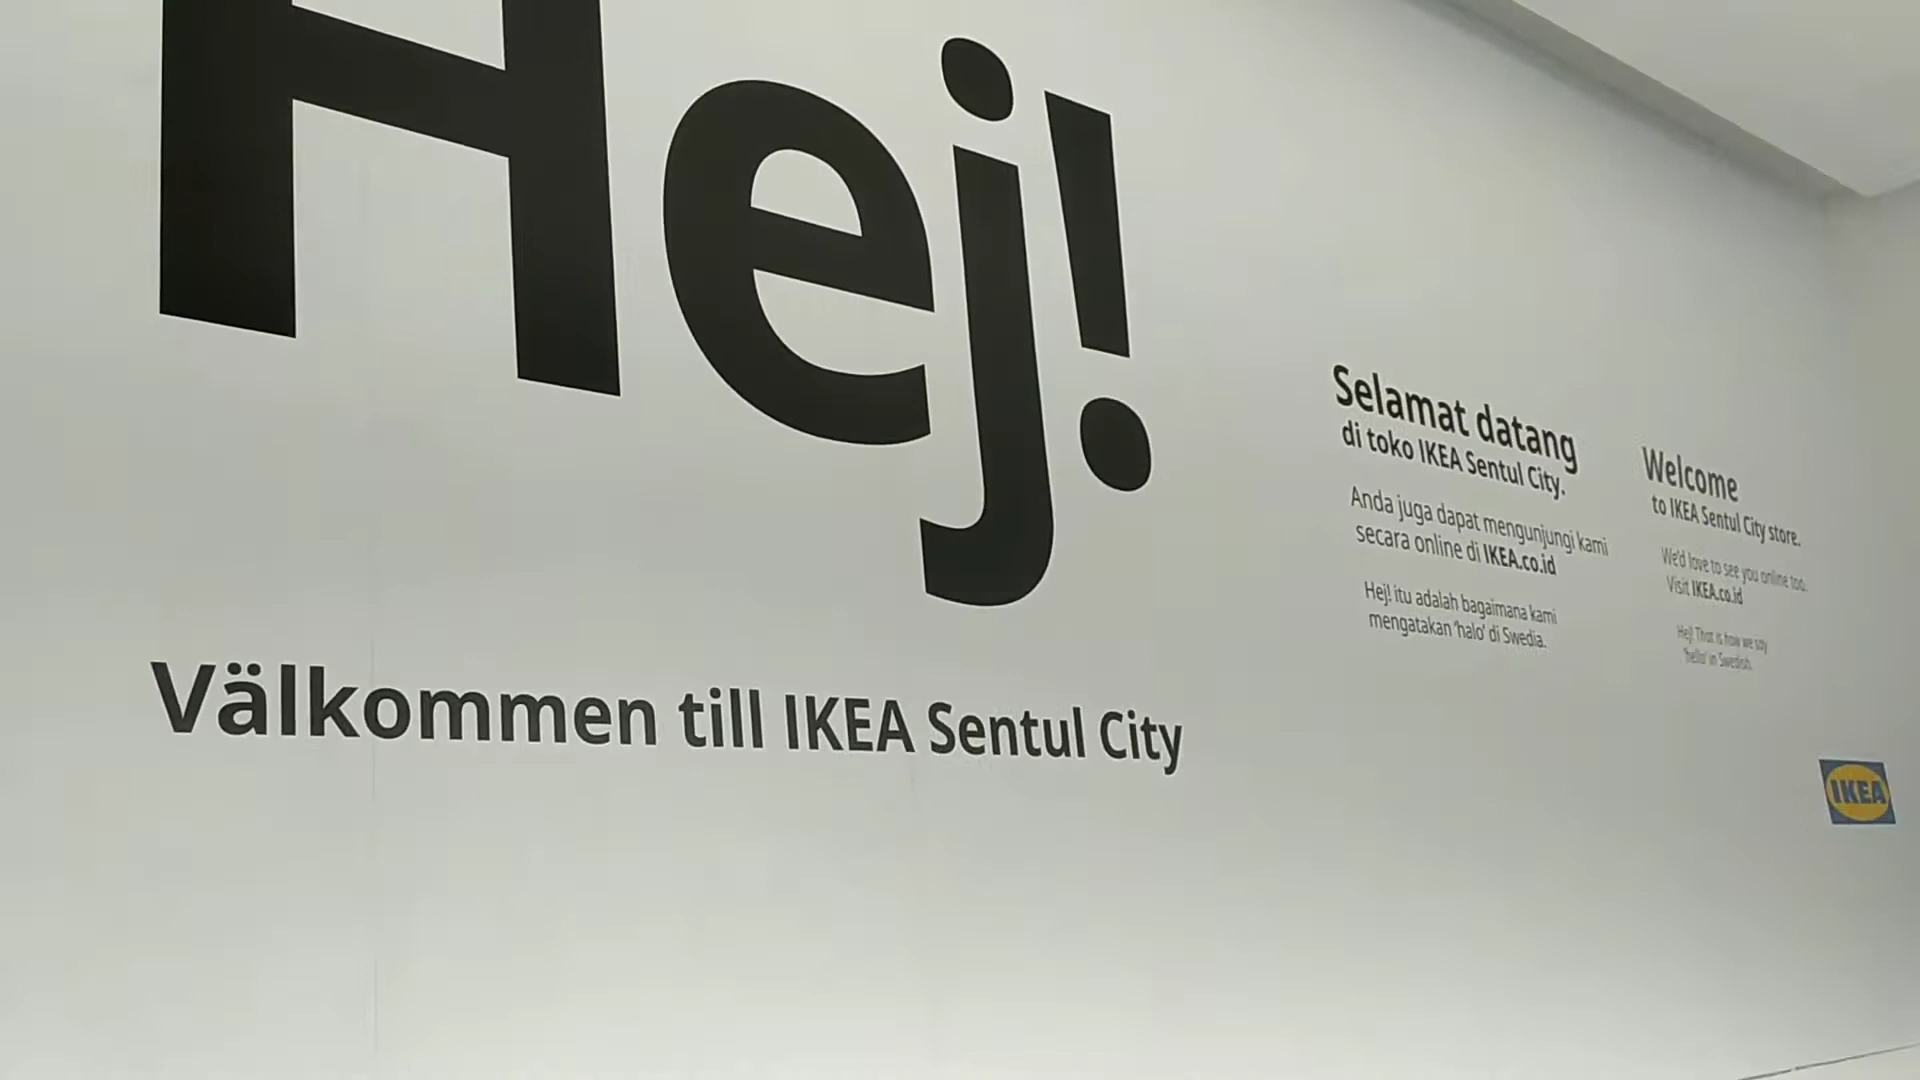 Hej!
Välkommen till IKEA Sentul City
Selamat datang
di toko IKEA Sentul City.
Anda juga dapat mengunjungi kami
secara online di IKEA.co.id
Hej! itu adalah bagaimana kami
mengatakan 'halo' di Swedia.
Welcome
to IKEA Sentul City store.
We'd love to see you online too.
Visit IKEA.co.id
Hej! That is how we say
'hello' in Swedish.
IKEA